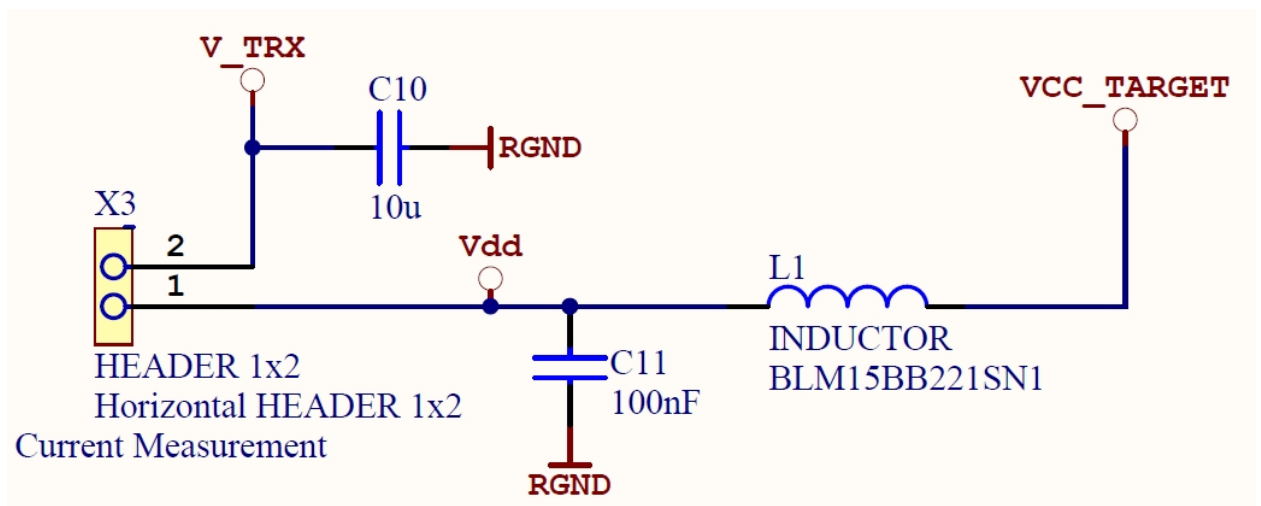 V_TRX
C10
VCC_TARGET
RGND
10u
X3
2
Vdd
1
L1
HEADER 1x2
INDUCTOR
C11
BLM15BB221SN1
Horizontal HEADER 1x2
100nF
Current Measurement
RGND